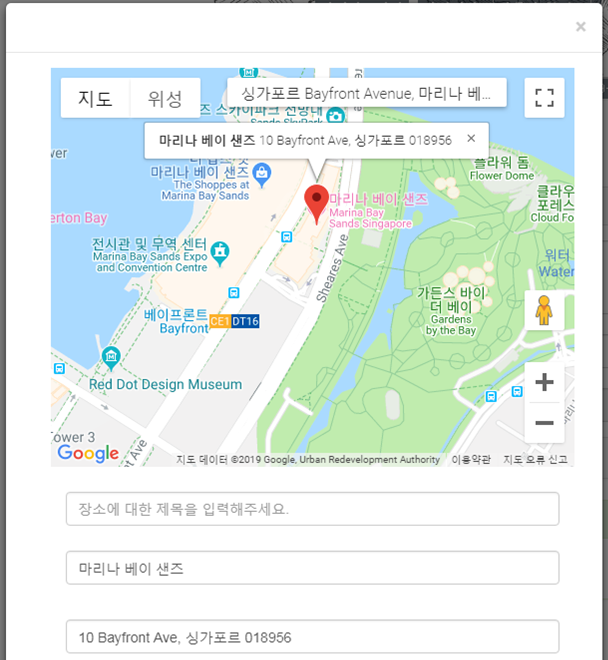 ×
지도
위성
싱가포르 Bayfront Avenue, 마리나 베...
즈 스카이파크 전망대
Sands SkyPark
마리나 베이 샌즈 10 Bayfront Ave, 싱가포르 018956 ×
마리나 베이 샌즈
The Shoppes at
Marina Bay Sands
플라워 돔
Flower Dome
클라우
포레스
Cloud Fo
마리나 베이 샌즈
Marina Bay
Sands Singapore
erton Bay
전시관 및 무역 센터
Marina Bay Sands Expo
and Convention Centre
Sheares Ave
워터
Water
가든스 바이
더 베이
Gardens
by the Bay
베이프론트
Bayfront
CE1 DT16
Red Dot Design Museum
+
−
ower 3
nt Ave
Google
지도 데이터 ©2019 Google, Urban Redevelopment Authority 이용약관 지도 오류 신고
장소에 대한 제목을 입력해주세요.
마리나 베이 샌즈
10 Bayfront Ave, 싱가포르 018956